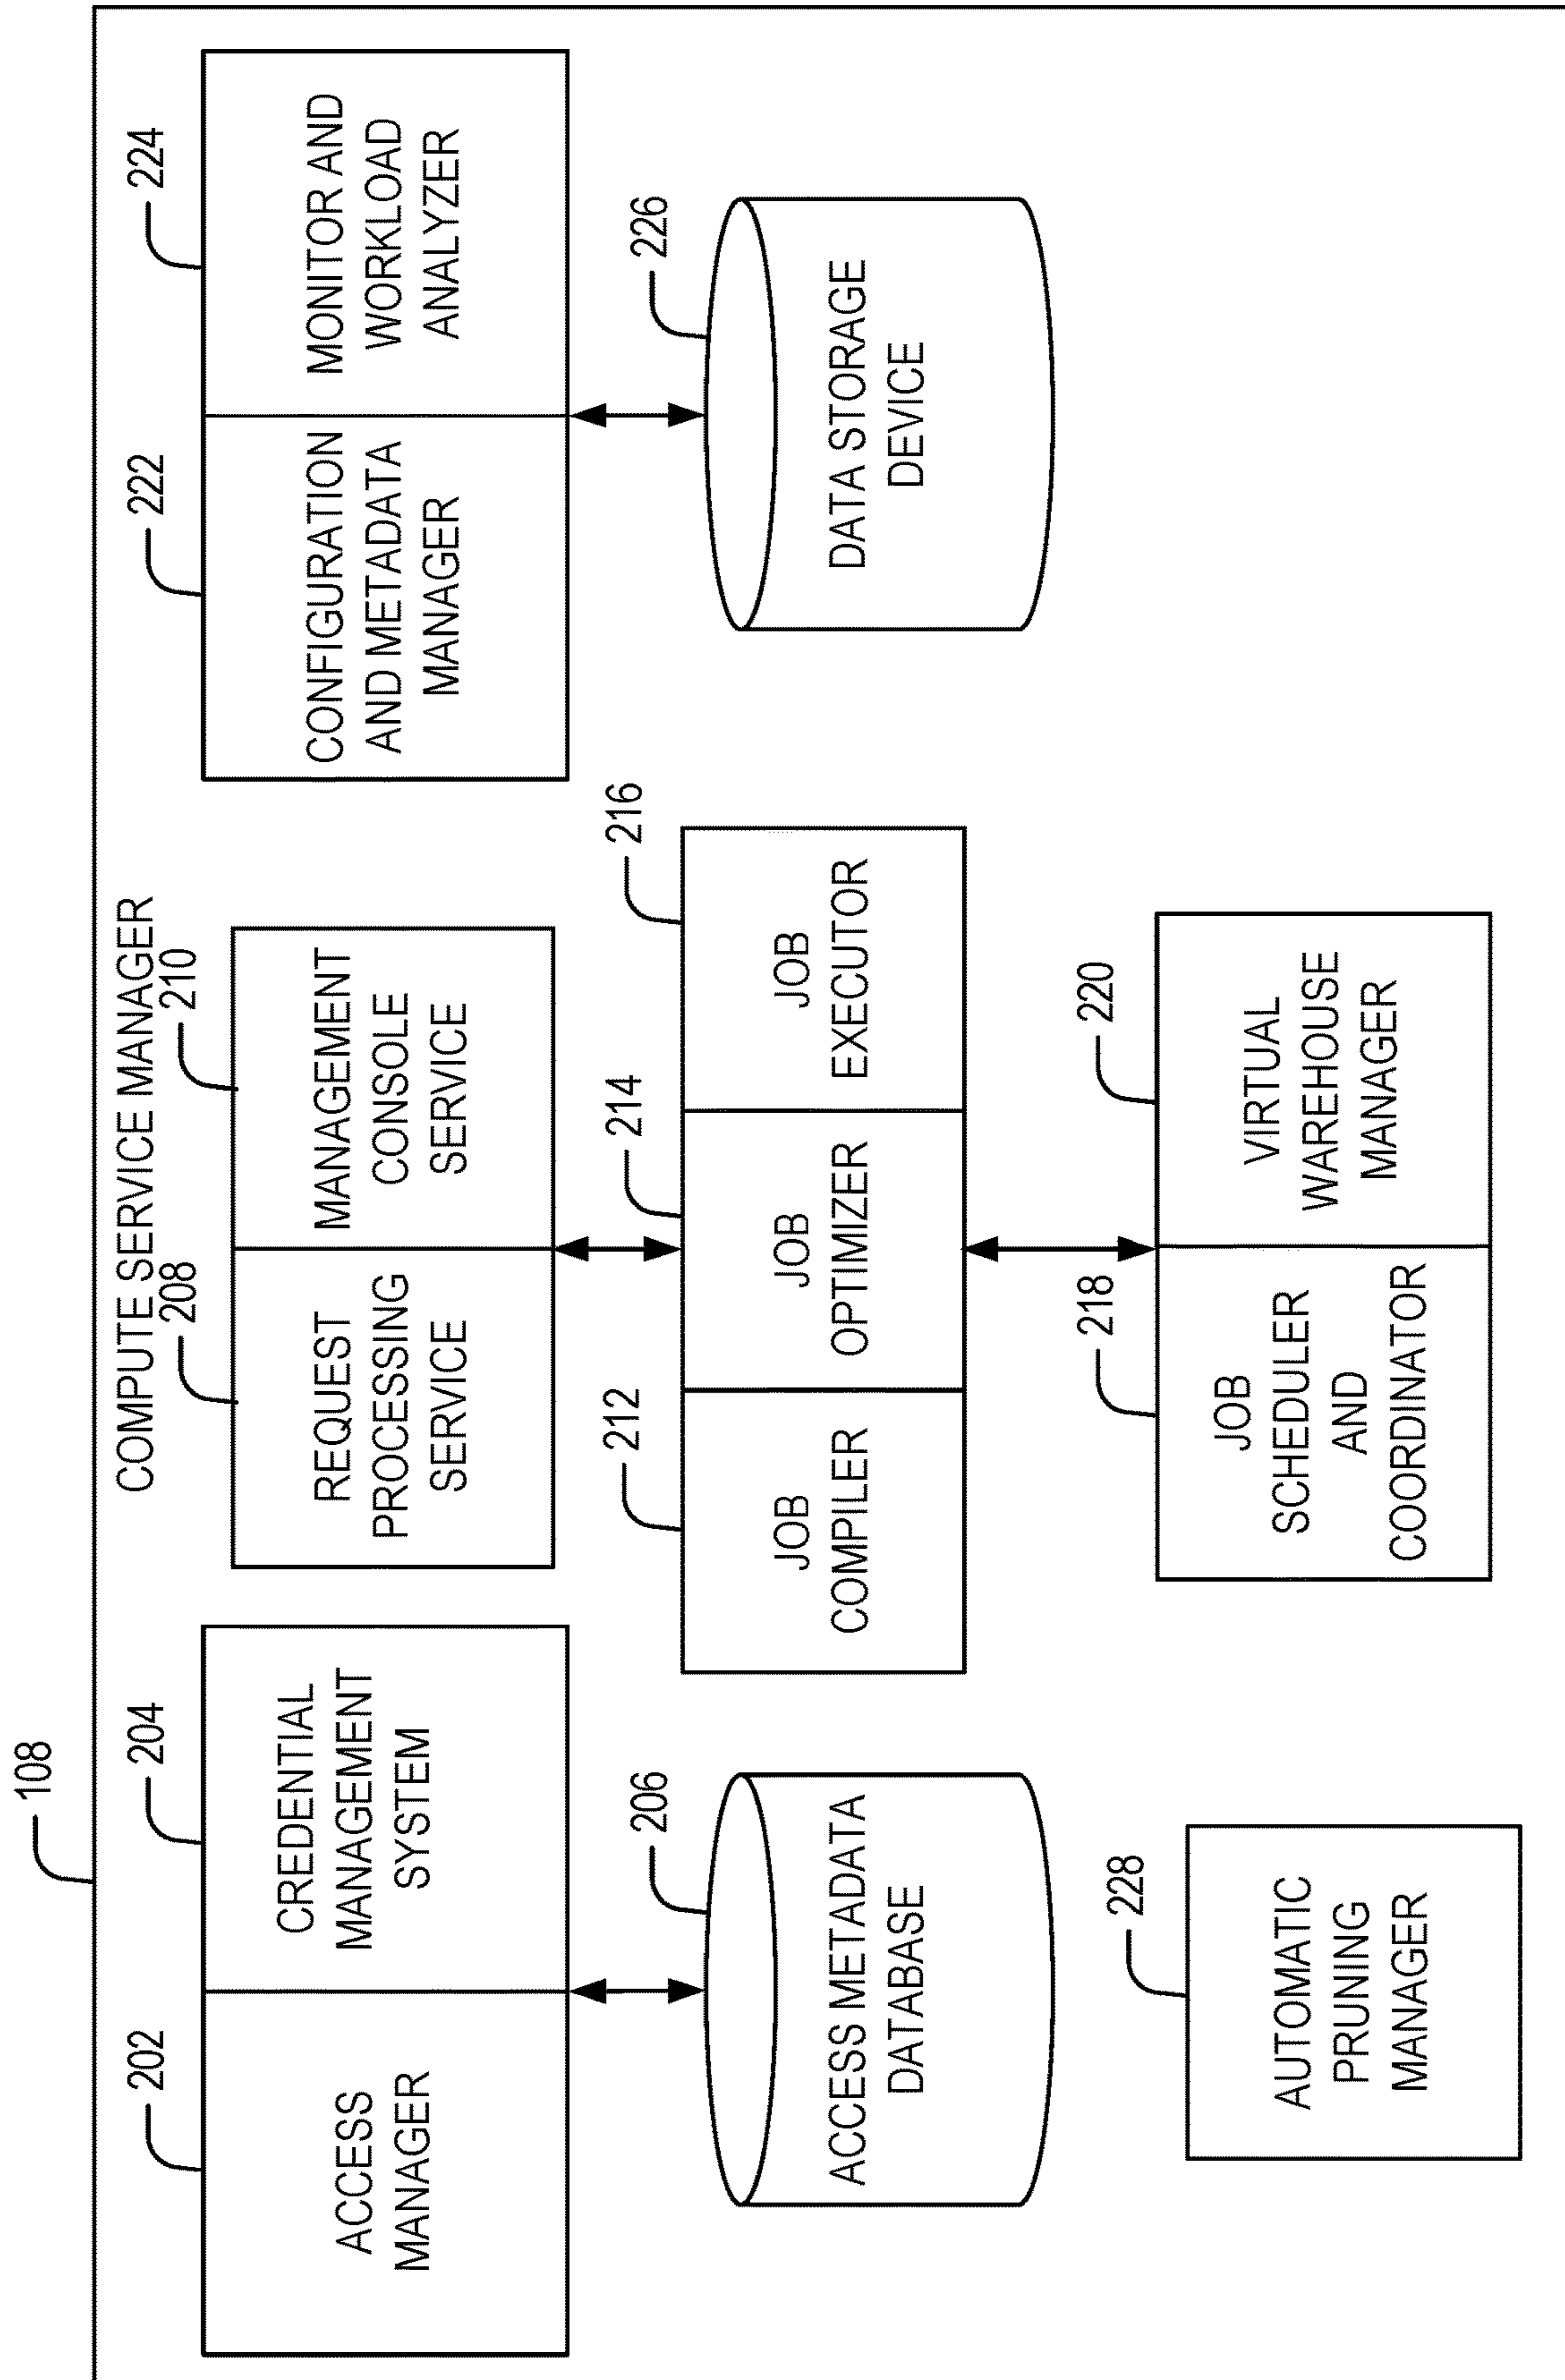 108
COMPUTE SERVICE MANAGER
202
204
ACCESS
MANAGER
CREDENTIAL
MANAGEMENT
SYSTEM
206
ACCESS METADATA
DATABASE
228
AUTOMATIC
PRUNING
MANAGER
208
210
REQUEST
PROCESSING
SERVICE
MANAGEMENT
CONSOLE
SERVICE
212
214
216
JOB
COMPILER
JOB
OPTIMIZER
JOB
EXECUTOR
218
220
JOB
SCHEDULER
AND
COORDINATOR
VIRTUAL
WAREHOUSE
MANAGER
222
224
CONFIGURATION
AND METADATA
MANAGER
MONITOR AND
WORKLOAD
ANALYZER
226
DATA STORAGE
DEVICE